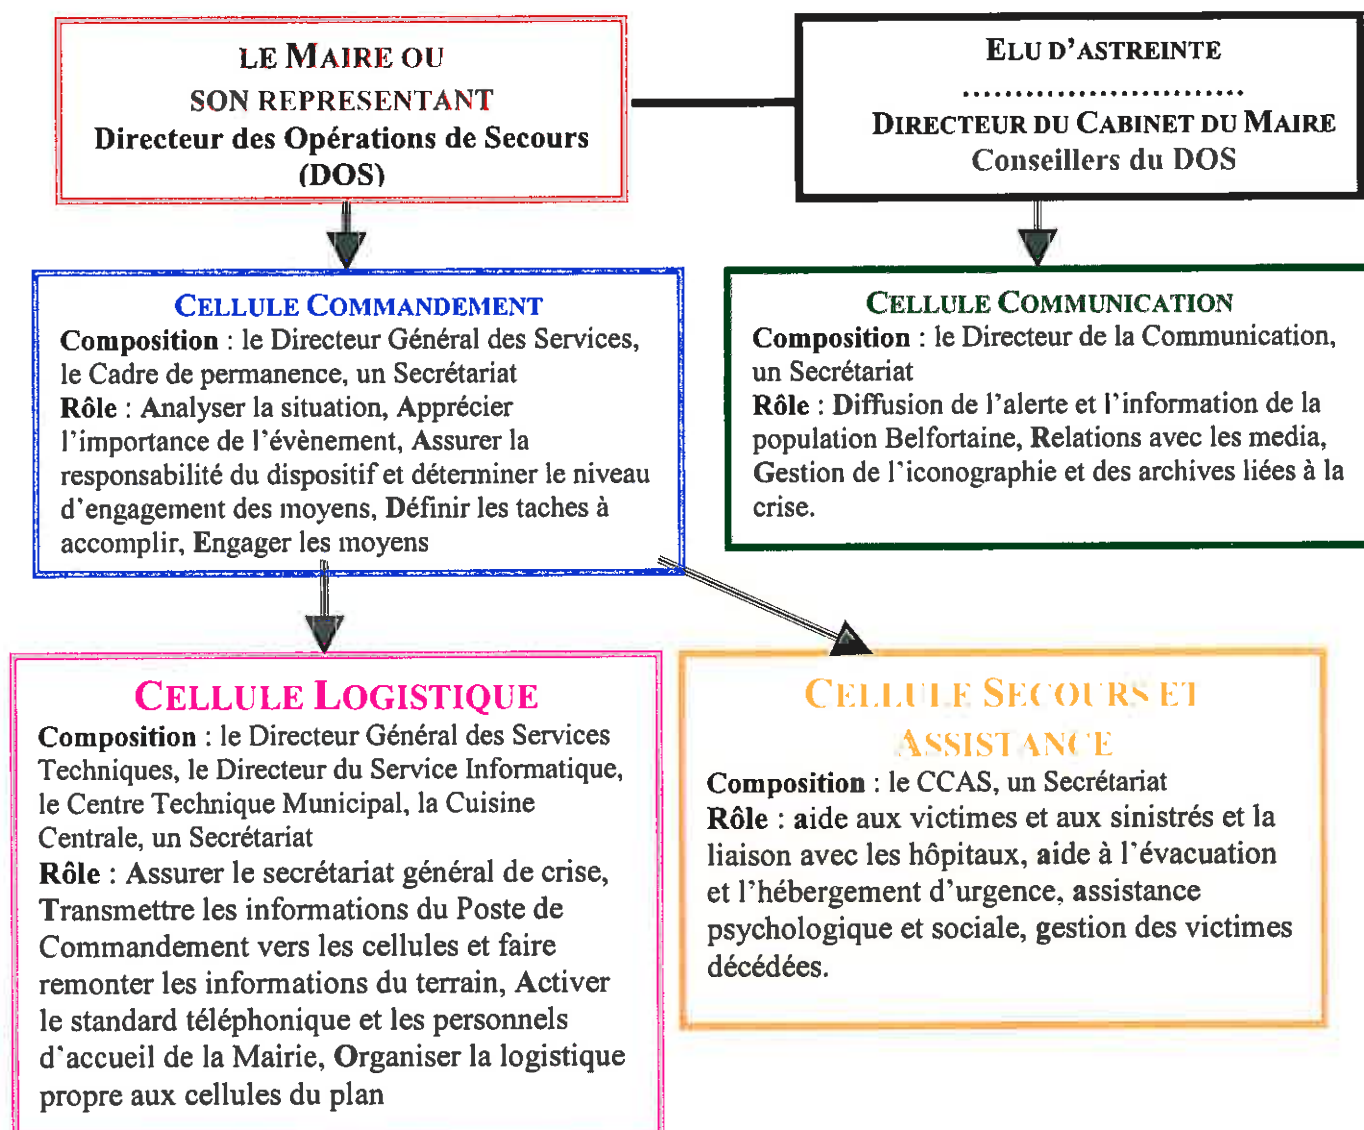 LE MAIRE OU
SON REPRESENTANT
Directeur des Opérations de Secours
(DOS)
ELU D'ASTREINTE
..........................
DIRECTEUR DU CABINET DU MAIRE
Conseillers du DOS
CELLULE COMMANDEMENT
Composition : le Directeur Général des Services,
le Cadre de permanence, un Secrétariat
Rôle : Analyser la situation, Apprécier
l'importance de l'évènement, Assurer la
responsabilité du dispositif et déterminer le niveau
d'engagement des moyens, Définir les taches à
accomplir, Engager les moyens
CELLULE COMMUNICATION
Composition : le Directeur de la Communication,
un Secrétariat
Rôle : Diffusion de l'alerte et l'information de la
population Belfortaine, Relations avec les media,
Gestion de l'iconographie et des archives liées à la
crise.
CELLULE LOGISTIQUE
Composition : le Directeur Général des Services
Techniques, le Directeur du Service Informatique,
le Centre Technique Municipal, la Cuisine
Centrale, un Secrétariat
Rôle : Assurer le secrétariat général de crise,
Transmettre les informations du Poste de
Commandement vers les cellules et faire
remonter les informations du terrain, Activer
le standard téléphonique et les personnels
d'accueil de la Mairie, Organiser la logistique
propre aux cellules du plan
CELLULE SECOURS ET
ASSISTANCE
Composition : le CCAS, un Secrétariat
Rôle : aide aux victimes et aux sinistrés et la
liaison avec les hôpitaux, aide à l'évacuation
et l'hébergement d'urgence, assistance
psychologique et sociale, gestion des victimes
décédées.